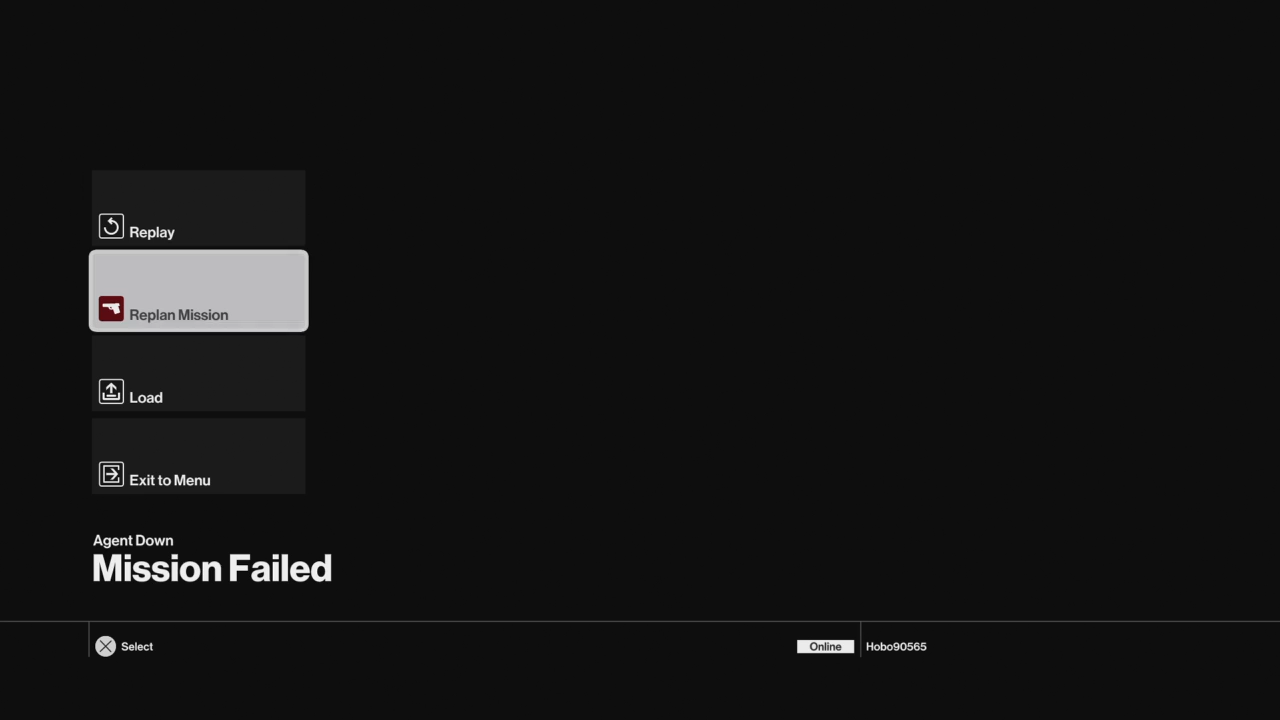 Replay
Replan Mission
Load
Exit to Menu
Agent Down
Mission Failed
Select
Online
Hobo90565